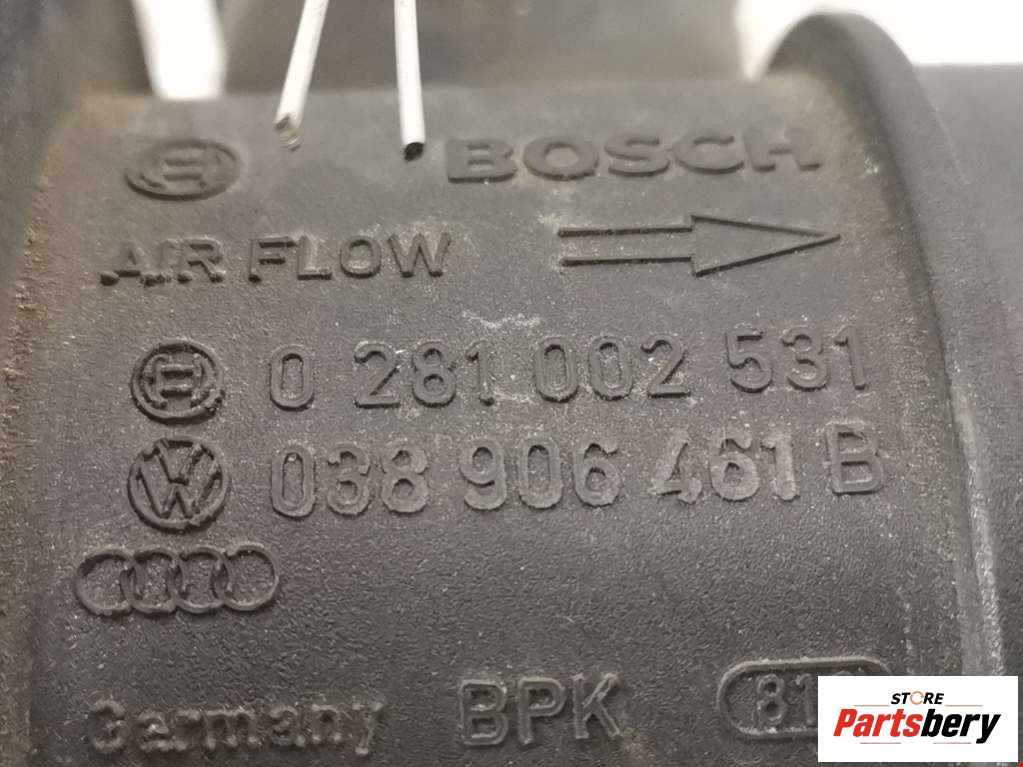 BOSCH
AIR FLOW
0 281 002 531
038 906 461 B
Germany BPK
STORE
Partsbery